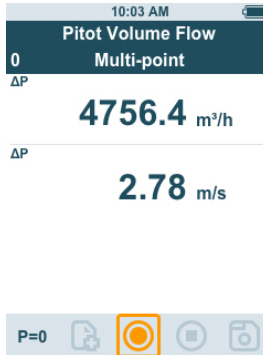 10:03 AM
Pitot Volume Flow
0 Multi-point
ΔP
4756.4 m³/h
ΔP
2.78 m/s
P=0